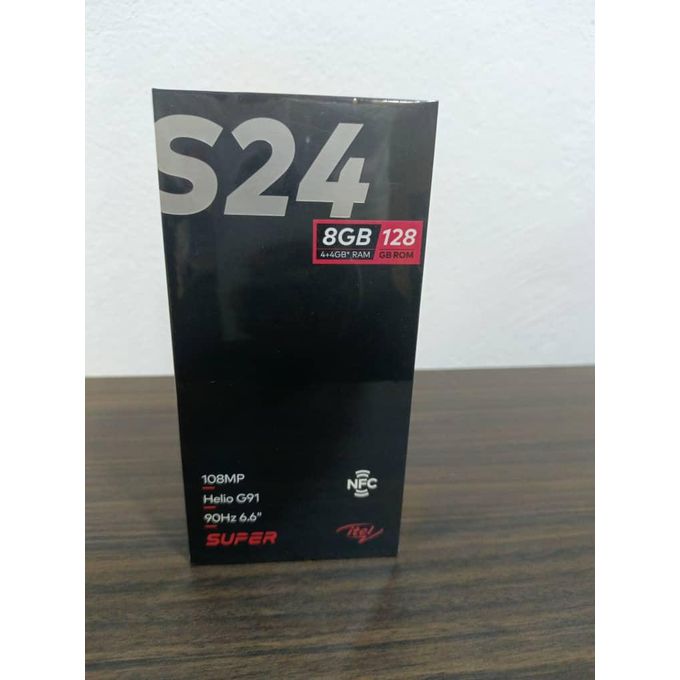 S24
8GB 128
4+4GB* RAM GB ROM
108MP
Helio G91
90Hz 6.6"
SUPER
NFC
itel